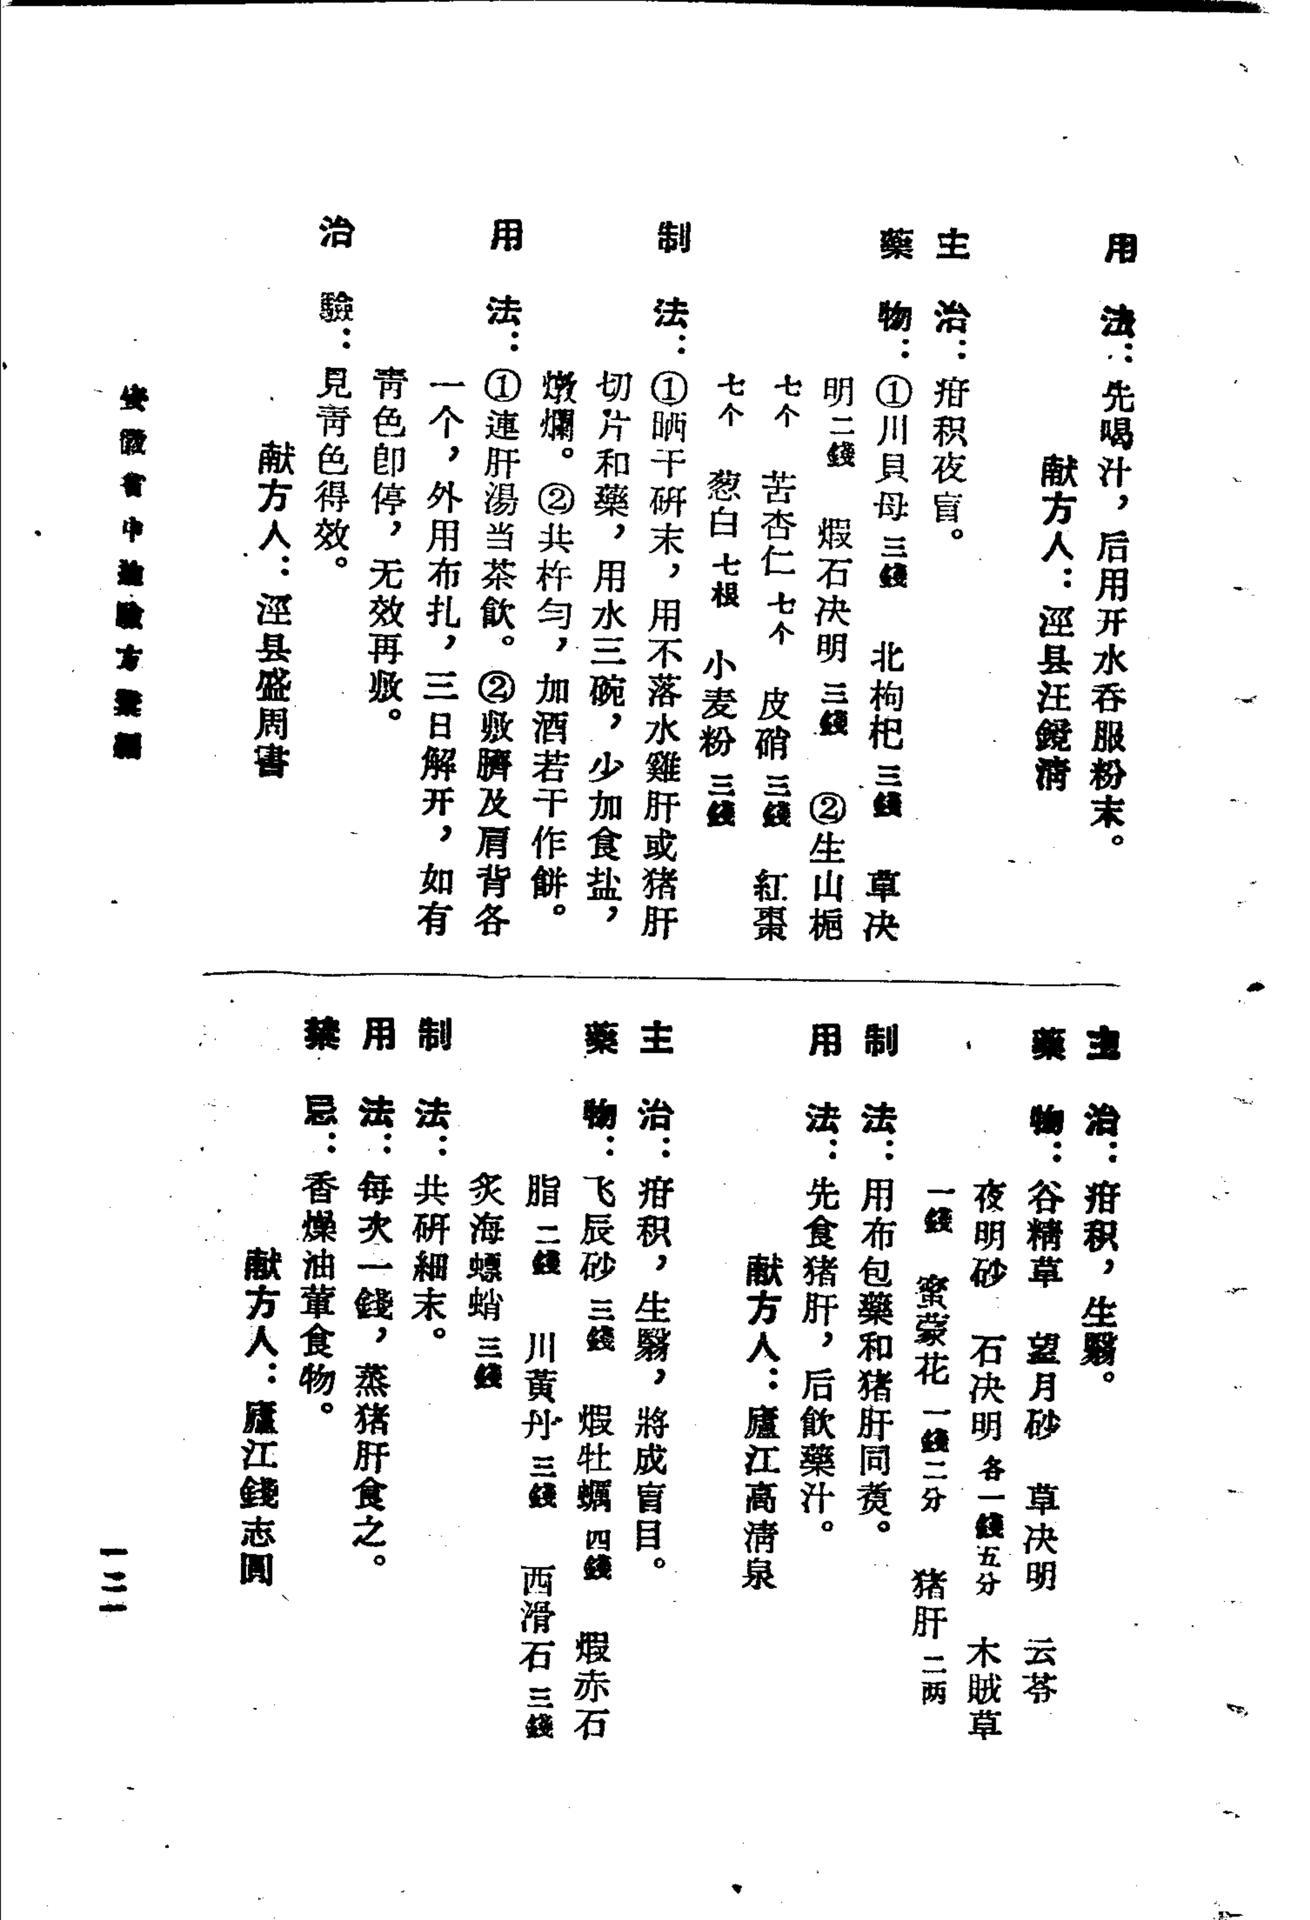 用　法：先喝汁，后用开水吞服粉末。
献方人：涇县汪鏡清
主　治：疳积夜盲。
藥　物：①川貝母三錢　北枸杞三錢　草决
明二錢　煆石决明三錢　②生山梔
七个　苦杏仁七个　皮硝三錢　紅棗
七个　葱白七根　小麦粉三錢
制　法：①晒干研末，用不落水雞肝或猪肝
切片和藥，用水三碗，少加食盐，
燉爛。②共杵匀，加酒若干作餅。
用　法：①連肝湯当茶飲。②敷臍及肩背各
一个，外用布扎，三日解开，如有
青色卽停，无效再敷。
治　驗：見青色得效。
献方人：涇县盛周書
主　治：疳积，生翳。
藥　物：谷精草　望月砂　草决明　云苓
夜明砂　石决明各一錢五分　木賊草
一錢　蜜蒙花一錢二分　猪肝二两
制　法：用布包藥和猪肝同煑。
用　法：先食猪肝，后飲藥汁。
献方人：廬江高清泉
主　治：疳积，生翳，將成盲目。
藥　物：飞辰砂三錢　煆牡蠣四錢　煆赤石
脂二錢　川黃丹三錢　西滑石三錢
炙海螵蛸三錢
制　法：共研細末。
用　法：每次一錢，蒸猪肝食之。
禁　忌：香燥油葷食物。
献方人：廬江錢志圓
安徽省中迪驗方彙編
一二一